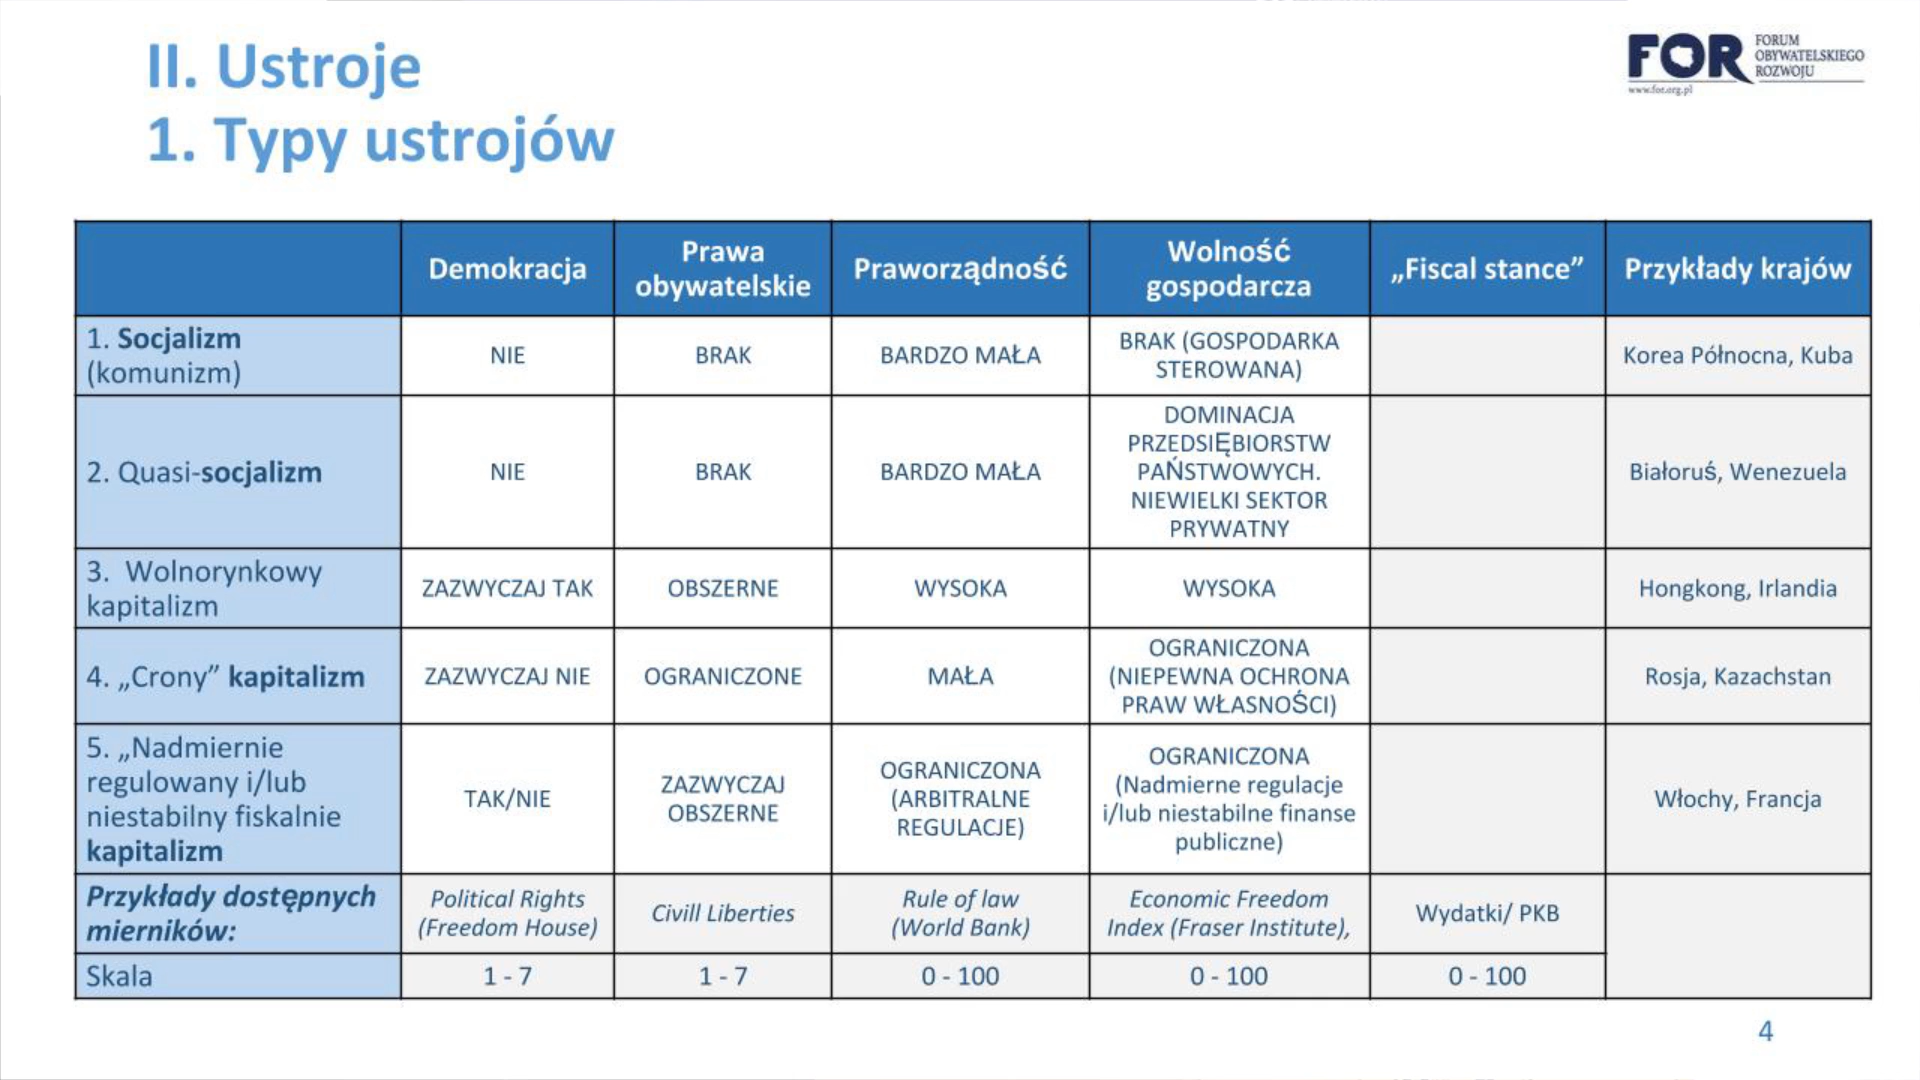 II. Ustroje
1. Typy ustrojów
FOR
FORUM
OBYWATELSKIEGO
ROZWOJU
www.for.org.pl
Demokracja
Prawa
obywatelskie
Praworządność
Wolność
gospodarcza
„Fiscal stance”
Przykłady krajów
1. Socjalizm
(komunizm)
NIE
BRAK
BARDZO MAŁA
BRAK (GOSPODARKA
STEROWANA)
Korea Północna, Kuba
2. Quasi-socjalizm
NIE
BRAK
BARDZO MAŁA
DOMINACJA
PRZEDSIĘBIORSTW
PAŃSTWOWYCH.
NIEWIELKI SEKTOR
PRYWATNY
Białoruś, Wenezuela
3. Wolnorynkowy
kapitalizm
ZAZWYCZAJ TAK
OBSZERNE
WYSOKA
WYSOKA
Hongkong, Irlandia
4. „Crony” kapitalizm
ZAZWYCZAJ NIE
OGRANICZONE
MAŁA
OGRANICZONA
(NIEPEWNA OCHRONA
PRAW WŁASNOŚCI)
Rosja, Kazachstan
5. „Nadmiernie
regulowany i/lub
niestabilny fiskalnie
kapitalizm
TAK/NIE
ZAZWYCZAJ
OBSZERNE
OGRANICZONA
(ARBITRALNE
REGULACJE)
OGRANICZONA
(Nadmierne regulacje
i/lub niestabilne finanse
publiczne)
Włochy, Francja
Przykłady dostępnych
mierników:
Political Rights
(Freedom House)
Civill Liberties
Rule of law
(World Bank)
Economic Freedom
Index (Fraser Institute),
Wydatki/ PKB
Skala
1 - 7
1 - 7
0 - 100
0 - 100
0 - 100
4